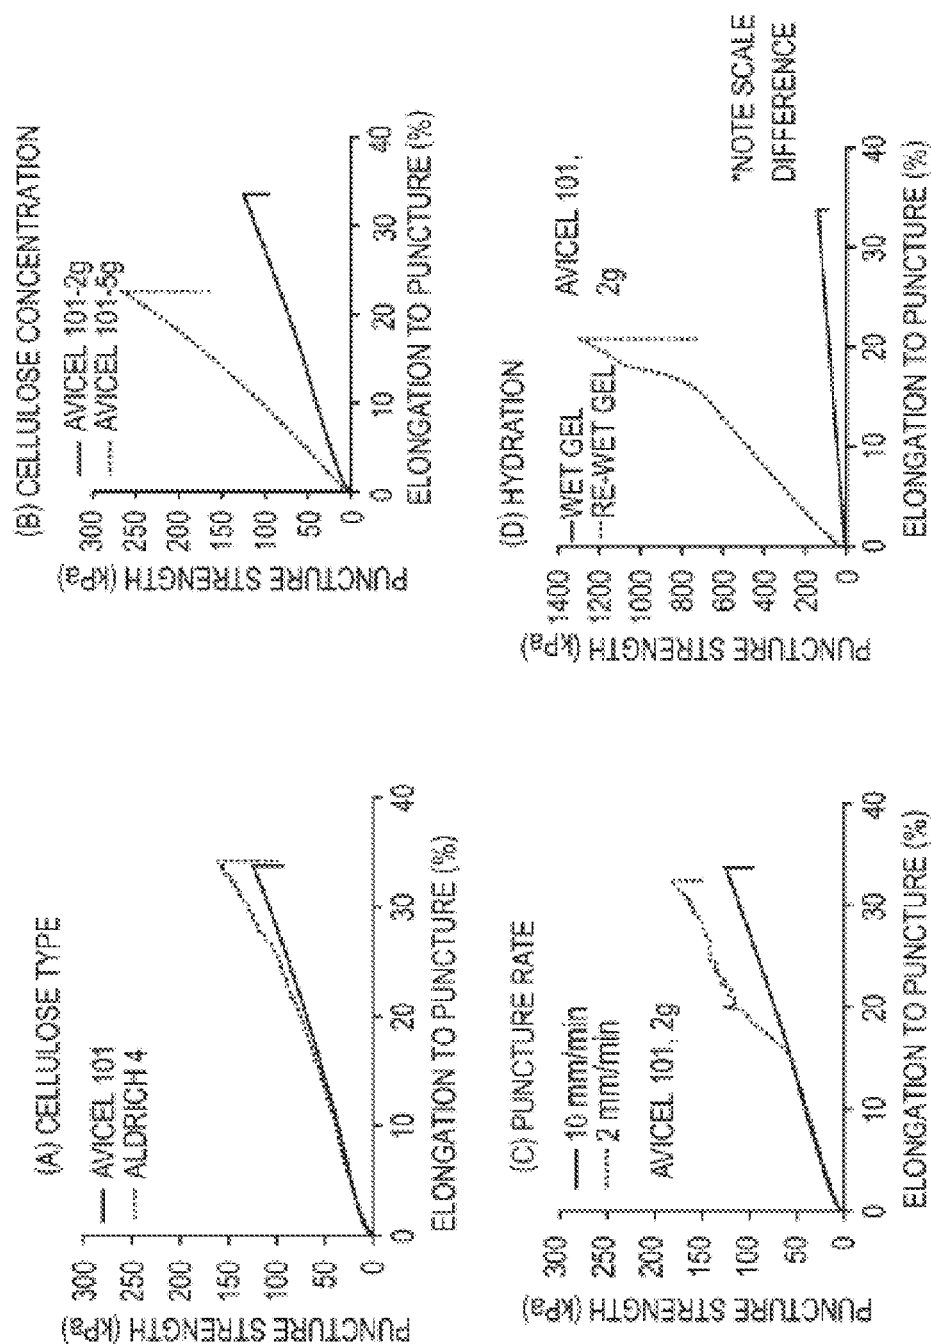 (A) CELLULOSE TYPE
AVICEL 101
ALDRICH 4
300
250
200
150
100
50
0
PUNCTURE STRENGTH (kPa)
0
10
20
30
40
ELONGATION TO PUNCTURE (%)
(B) CELLULOSE CONCENTRATION
AVICEL 101-2g
AVICEL 101-5g
300
250
200
150
100
50
0
PUNCTURE STRENGTH (kPa)
0
10
20
30
40
ELONGATION TO PUNCTURE (%)
(C) PUNCTURE RATE
10 mm/min
2 mm/min
AVICEL 101, 2g
300
250
200
150
100
50
0
PUNCTURE STRENGTH (kPa)
0
10
20
30
40
ELONGATION TO PUNCTURE (%)
(D) HYDRATION
WET GEL
RE-WET GEL
AVICEL 101,
2g
1400
1200
1000
800
600
400
200
0
PUNCTURE STRENGTH
(kPa)
0
10
20
30
40
ELONGATION TO PUNCTURE (%)
*NOTE SCALE
DIFFERENCE